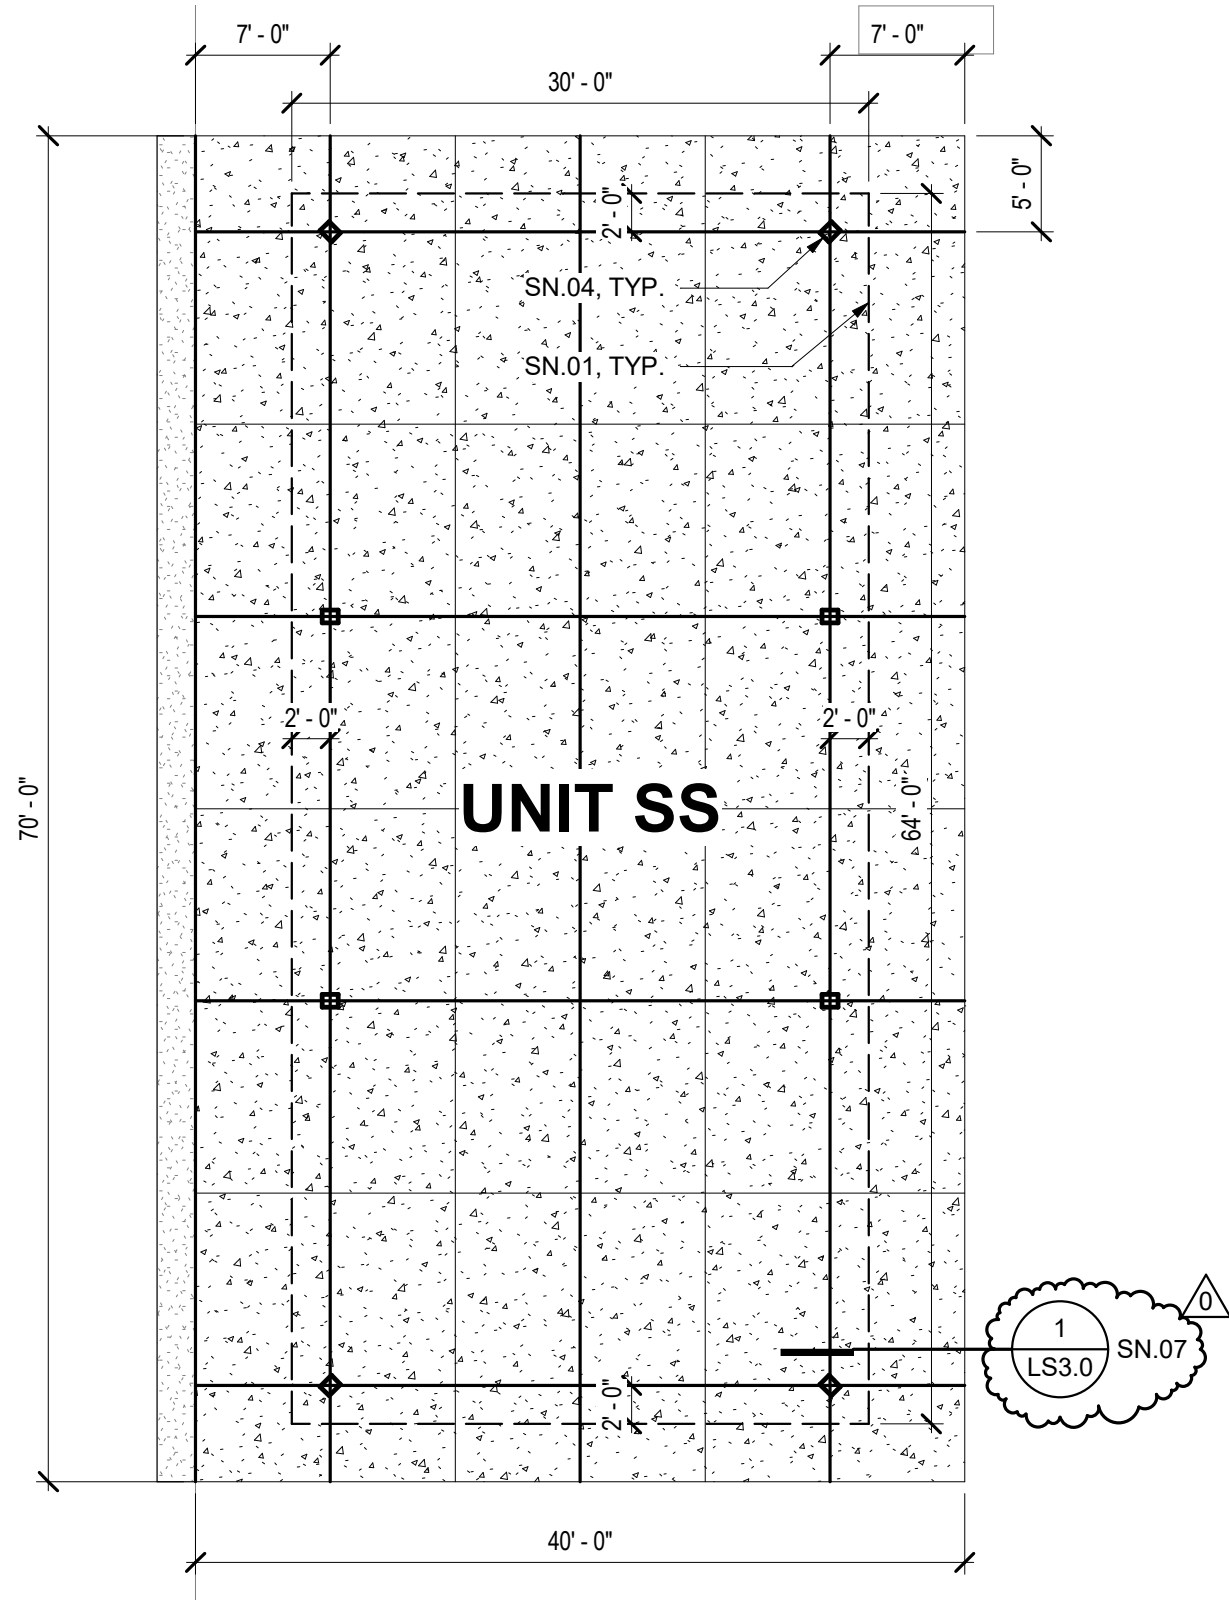 7' - 0"
7' - 0"
30' - 0"
5' - 0"
2' - 0"
SN.04, TYP.
SN.01, TYP.
2' - 0"
2' - 0"
70' - 0"
UNIT SS
64' - 0"
0
1
LS3.0
SN.07
2' - 0"
40' - 0"